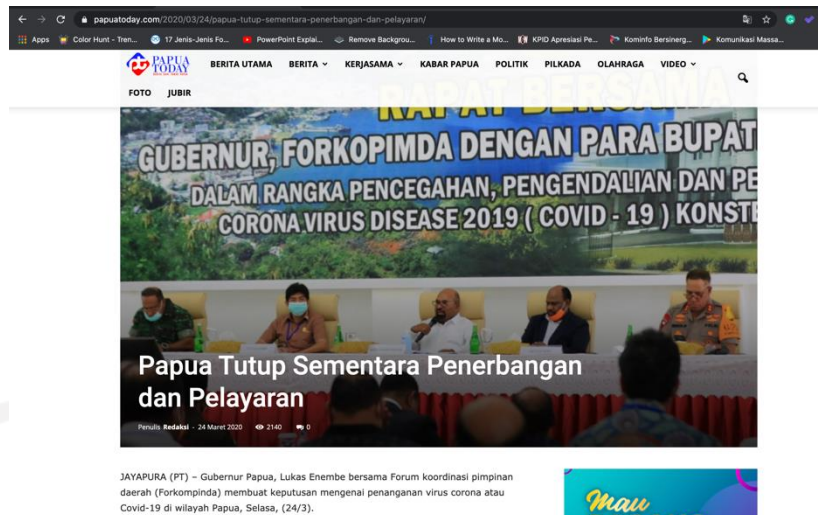 papuatoday.com/2020/03/24/papua-tutup-sementara-penerbangan-dan-pelayaran/
Apps Color Hunt - Tren... 17 Jenis-Jenis Fo... PowerPoint Explai... Remove Backgrou... How to Write a Mo... KPID Apresiasi Pe... Kominfo Bersinerg... Komunikasi Massa...
PAPUA TODAY
BERITA UTAMA BERITA KERJASAMA KABAR PAPUA POLITIK PILKADA OLAHRAGA VIDEO
FOTO JUBIR
RAPAT BERSAMA
GUBERNUR, FORKOPIMDA DENGAN PARA BUPAT
DALAM RANGKA PENCEGAHAN, PENGENDALIAN DAN PE
CORONA VIRUS DISEASE 2019 ( COVID - 19 ) KONSTE
Papua Tutup Sementara Penerbangan
dan Pelayaran
Penulis Redaksi - 24 Maret 2020 2140 0
JAYAPURA (PT) – Gubernur Papua, Lukas Enembe bersama Forum koordinasi pimpinan
daerah (Forkompinda) membuat keputusan mengenai penanganan virus corona atau
Covid-19 di wilayah Papua, Selasa, (24/3).
Mau